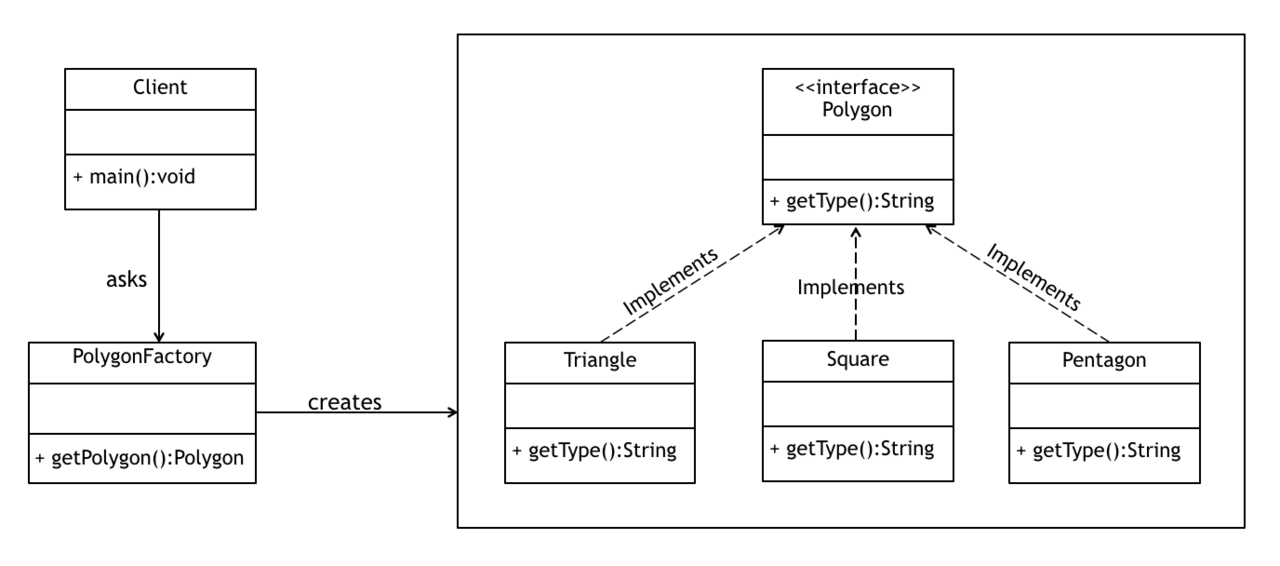 Client
+ main():void
asks
PolygonFactory
+ getPolygon():Polygon
creates
<<interface>>
Polygon
+ getType():String
Implements
Implements
Implements
Triangle
+ getType():String
Square
+ getType():String
Pentagon
+ getType():String